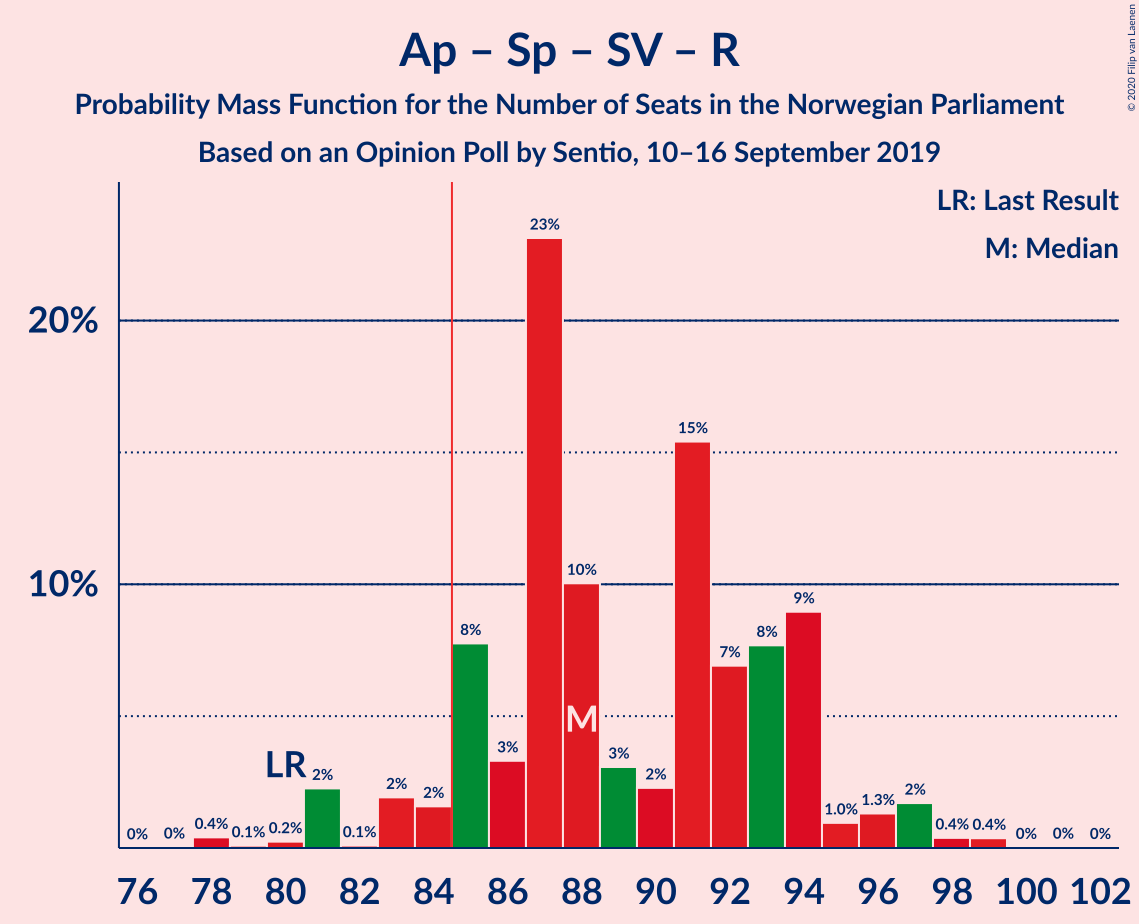 Ap – Sp – SV – R
Probability Mass Function for the Number of Seats in the Norwegian Parliament
Based on an Opinion Poll by Sentio, 10–16 September 2019
© 2020 Filip van Laenen
LR: Last Result
M: Median
20%
10%
0% 0% 0.4% 0.1% 0.2% 2% 0.1% 2% 2% 8% 3% 23% 10% 3% 2% 15% 7% 8% 9% 1.0% 1.3% 2% 0.4% 0.4% 0% 0% 0%
LR
M
76 78 80 82 84 86 88 90 92 94 96 98 100 102